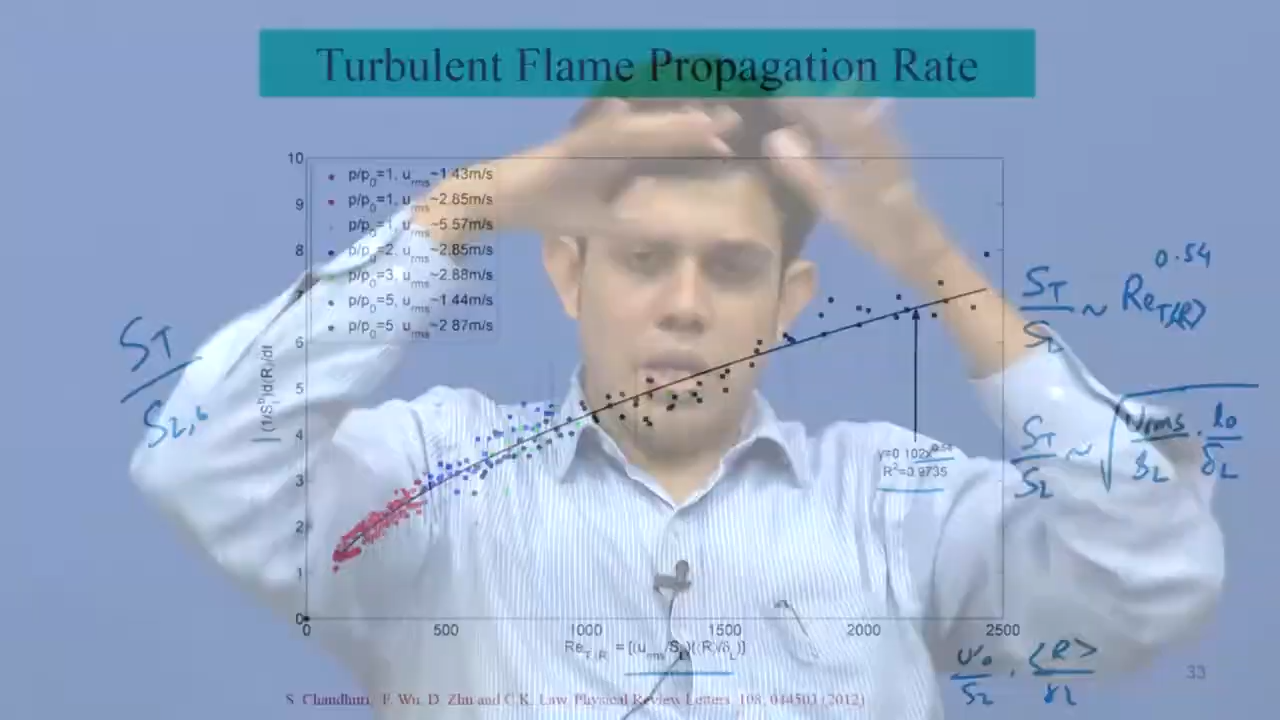 Turbulent Flame Propagation Rate
10
9
8
7
6
5
4
3
2
1
0
p/p0=1, urms~1.43m/s
p/p0=1, urms~2.85m/s
p/p0=1, urms~5.57m/s
p/p0=2, urms~2.85m/s
p/p0=3, urms~2.88m/s
p/p0=5, urms~1.44m/s
p/p0=5, urms~2.87m/s
ST
(1/SL)d⟨R⟩/dt
ST/SL ~ ReT,⟨R⟩^0.54
ST/SL ~ √(urms/SL · l0/δL)
R²=0.9735
0 500 1000 1500 2000 2500
ReT,R = [(urms/SL)(⟨R⟩/δL)]
33
S. Chaudhuri, F. Wu, D. Zhu and C.K. Law, Physical Review Letters, 108, 044503 (2012)